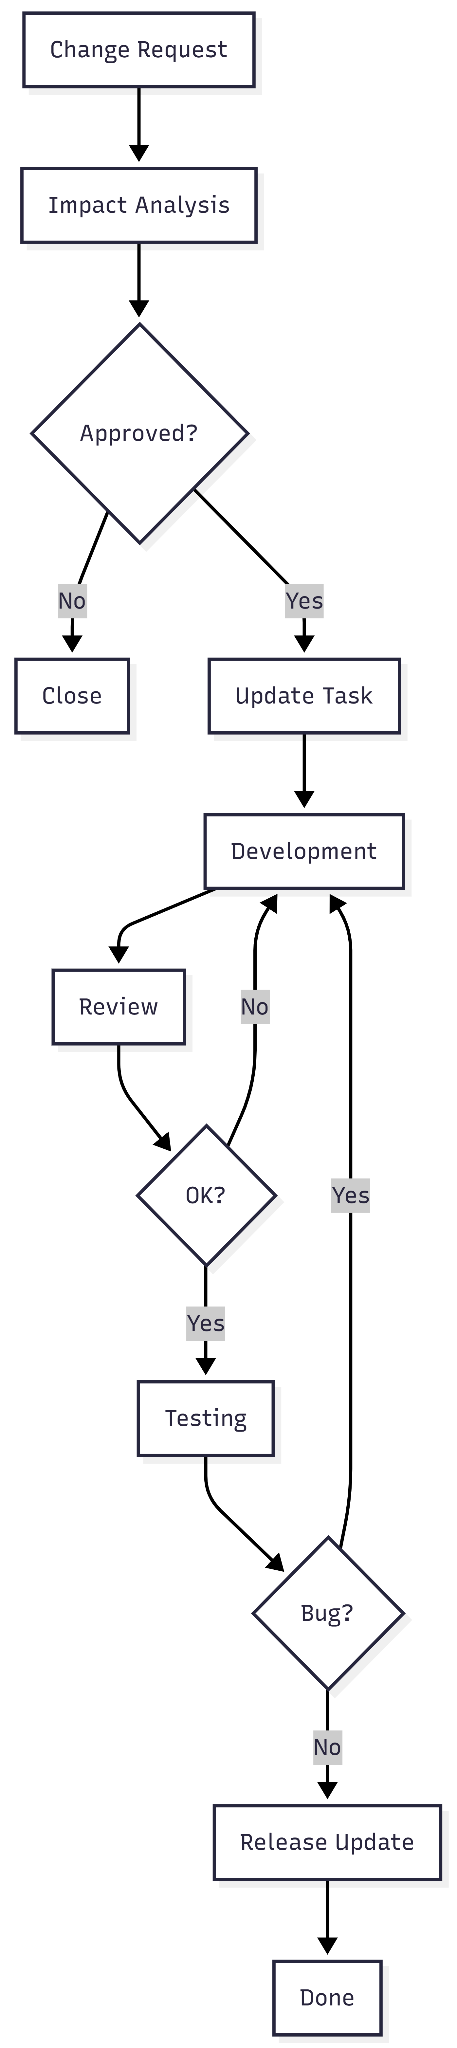 Change Request
Impact Analysis
Approved?
No
Yes
Close
Update Task
Development
Review
No
OK?
Yes
Yes
Testing
Bug?
No
Release Update
Done